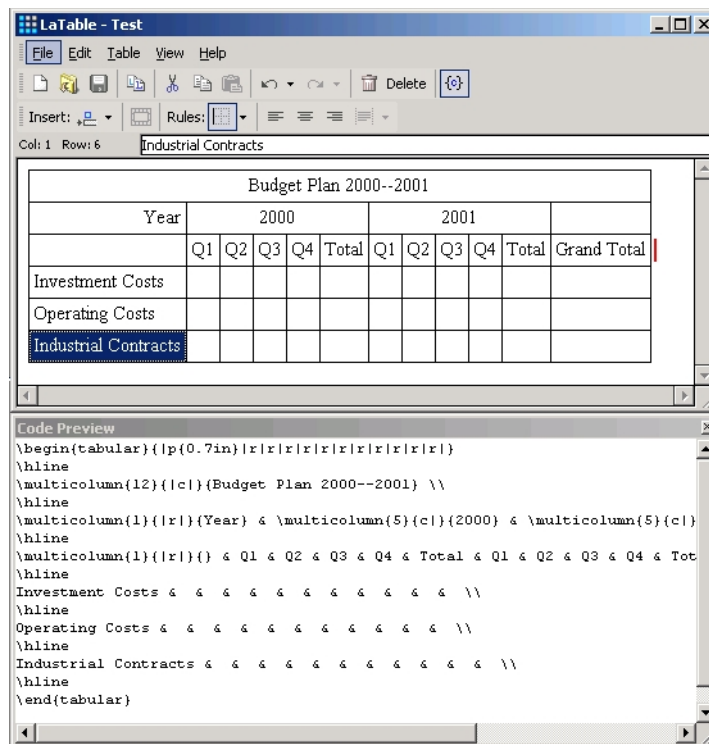 LaTable - Test
File Edit Table View Help
Delete {o}
Insert: Rules:
Col: 1 Row: 6 Industrial Contracts
Budget Plan 2000--2001
Year 2000 2001
Q1 Q2 Q3 Q4 Total Q1 Q2 Q3 Q4 Total Grand Total
Investment Costs
Operating Costs
Industrial Contracts
Code Preview
\begin{tabular}{|p{0.7in}|r|r|r|r|r|r|r|r|r|r|r|}
\hline
\multicolumn{12}{|c|}{Budget Plan 2000--2001} \\
\hline
\multicolumn{1}{|r|}{Year} & \multicolumn{5}{c|}{2000} & \multicolumn{5}{c|}
\hline
\multicolumn{1}{|r|}{} & Q1 & Q2 & Q3 & Q4 & Total & Q1 & Q2 & Q3 & Q4 & Tot
\hline
Investment Costs & & & & & & & & & & & \\
\hline
Operating Costs & & & & & & & & & & & \\
\hline
Industrial Contracts & & & & & & & & & & & \\
\hline
\end{tabular}